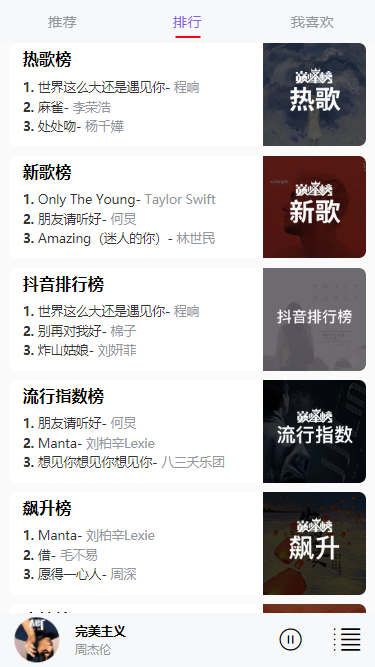 推荐
排行
我喜欢
热歌榜
1. 世界这么大还是遇见你- 程响
2. 麻雀- 李荣浩
3. 处处吻- 杨千嬅
巅峰榜
热歌
新歌榜
1. Only The Young- Taylor Swift
2. 朋友请听好- 何炅
3. Amazing（迷人的你）- 林世民
巅峰榜
新歌
抖音排行榜
1. 世界这么大还是遇见你- 程响
2. 别再对我好- 棉子
3. 炸山姑娘- 刘妍菲
抖音排行榜
流行指数榜
1. 朋友请听好- 何炅
2. Manta- 刘柏辛Lexie
3. 想见你想见你想见你- 八三夭乐团
巅峰榜
流行指数
飙升榜
1. Manta- 刘柏辛Lexie
2. 借- 毛不易
3. 愿得一心人- 周深
巅峰榜
飙升
完美主义
周杰伦